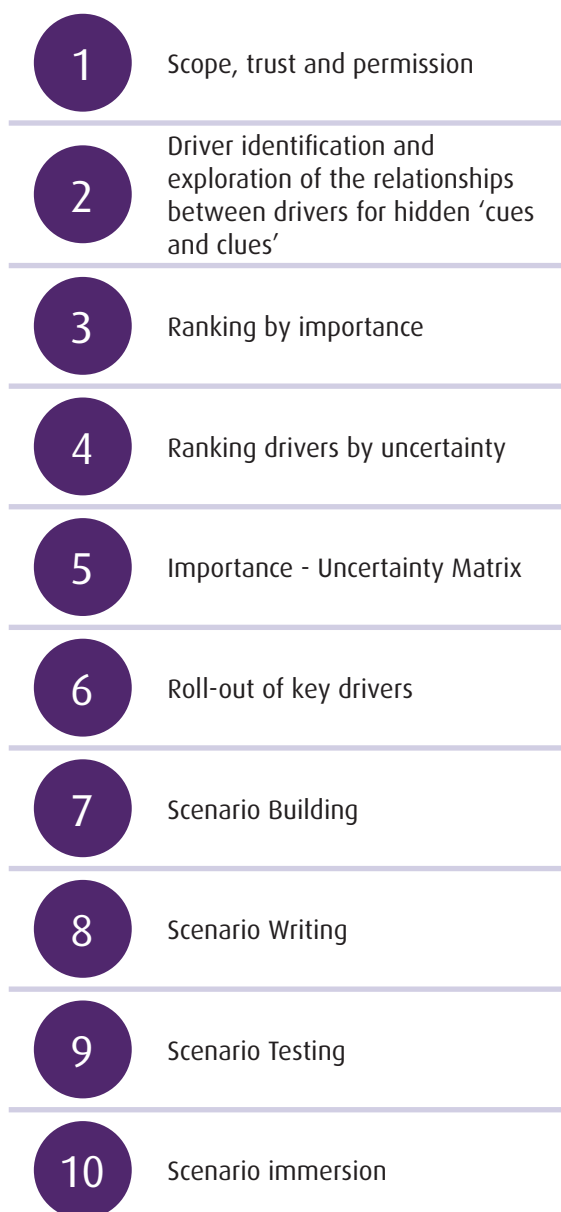 1
Scope, trust and permission
2
Driver identification and
exploration of the relationships
between drivers for hidden ‘cues
and clues’
3
Ranking by importance
4
Ranking drivers by uncertainty
5
Importance - Uncertainty Matrix
6
Roll-out of key drivers
7
Scenario Building
8
Scenario Writing
9
Scenario Testing
10
Scenario immersion